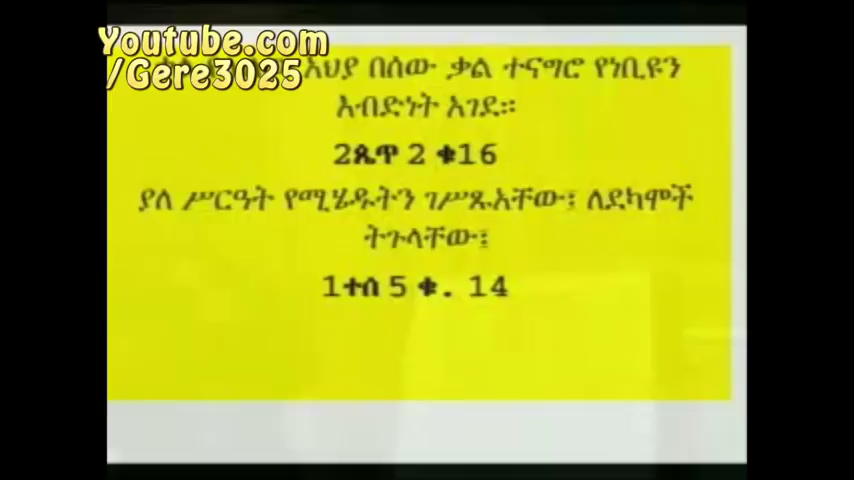 Youtube.com
/Gere3025
አህያ በሰው ቃል ተናግሮ የነቢዩን
እብድነት አገደ።
2ጴጥ 2 ቁ16
ያለ ሥርዓት የሚሄዱትን ገሥጹአቸው፤ ለደካሞች
ትጉላቸው፤
1ተሰ 5 ቁ. 14